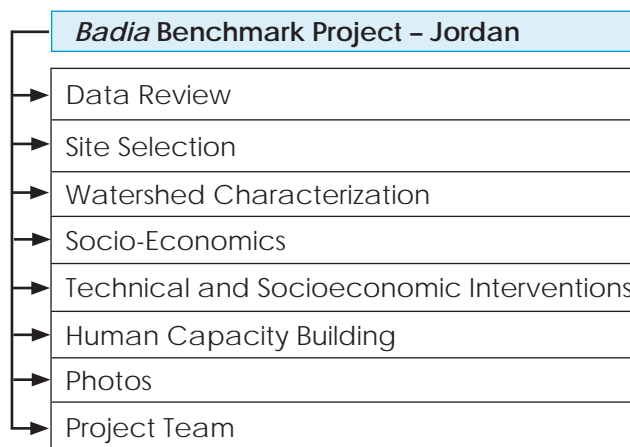 Badia Benchmark Project – Jordan
Data Review
Site Selection
Watershed Characterization
Socio-Economics
Technical and Socioeconomic Interventions
Human Capacity Building
Photos
Project Team